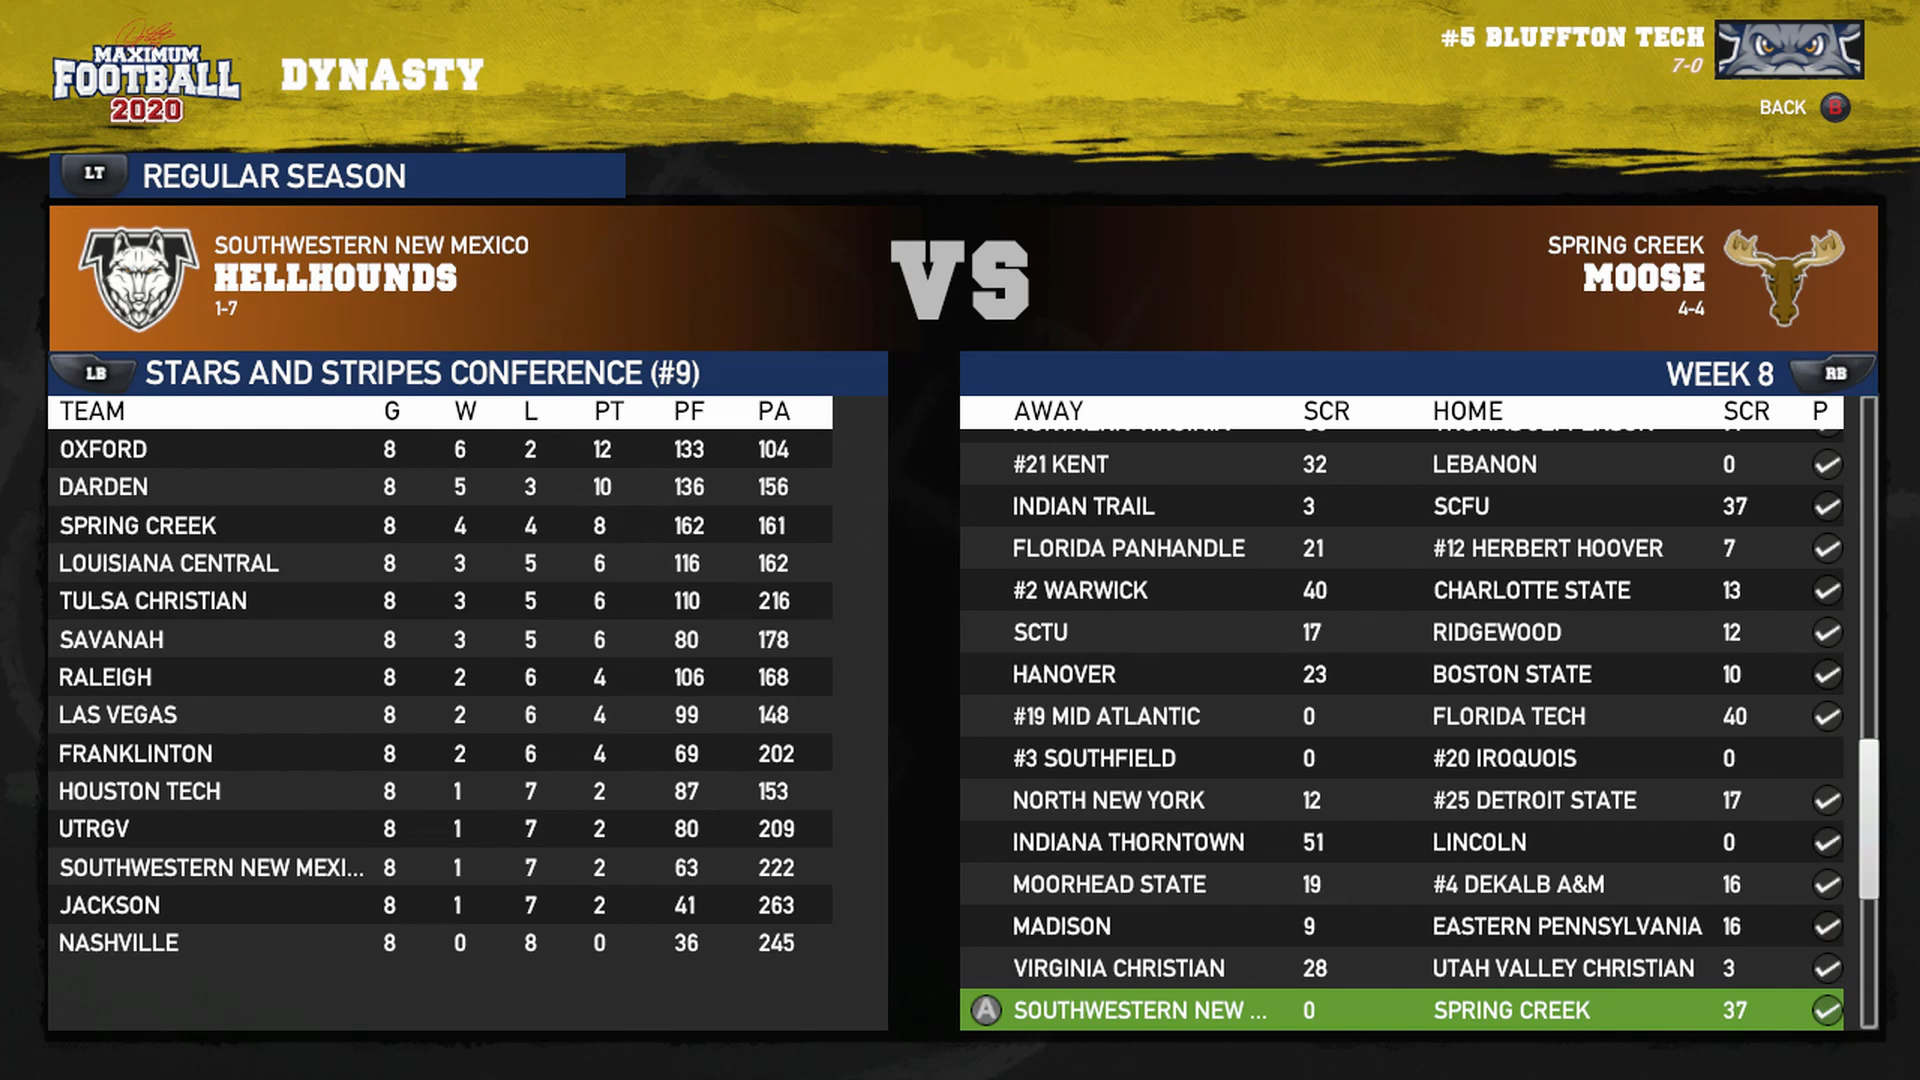 MAXIMUM
FOOTBALL
2020
DYNASTY
#5 BLUFFTON TECH
7-0
BACK B
LT REGULAR SEASON
SOUTHWESTERN NEW MEXICO
HELLHOUNDS
1-7
VS
SPRING CREEK
MOOSE
4-4
LB STARS AND STRIPES CONFERENCE (#9)
TEAM G W L PT PF PA
OXFORD 8 6 2 12 133 104
DARDEN 8 5 3 10 136 156
SPRING CREEK 8 4 4 8 162 161
LOUISIANA CENTRAL 8 3 5 6 116 162
TULSA CHRISTIAN 8 3 5 6 110 216
SAVANAH 8 3 5 6 80 178
RALEIGH 8 2 6 4 106 168
LAS VEGAS 8 2 6 4 99 148
FRANKLINTON 8 2 6 4 69 202
HOUSTON TECH 8 1 7 2 87 153
UTRGV 8 1 7 2 80 209
SOUTHWESTERN NEW MEXI... 8 1 7 2 63 222
JACKSON 8 1 7 2 41 263
NASHVILLE 8 0 8 0 36 245
WEEK 8 RB
AWAY SCR HOME SCR P
#21 KENT 32 LEBANON 0
INDIAN TRAIL 3 SCFU 37
FLORIDA PANHANDLE 21 #12 HERBERT HOOVER 7
#2 WARWICK 40 CHARLOTTE STATE 13
SCTU 17 RIDGEWOOD 12
HANOVER 23 BOSTON STATE 10
#19 MID ATLANTIC 0 FLORIDA TECH 40
#3 SOUTHFIELD 0 #20 IROQUOIS 0
NORTH NEW YORK 12 #25 DETROIT STATE 17
INDIANA THORNTOWN 51 LINCOLN 0
MOORHEAD STATE 19 #4 DEKALB A&M 16
MADISON 9 EASTERN PENNSYLVANIA 16
VIRGINIA CHRISTIAN 28 UTAH VALLEY CHRISTIAN 3
A SOUTHWESTERN NEW ... 0 SPRING CREEK 37